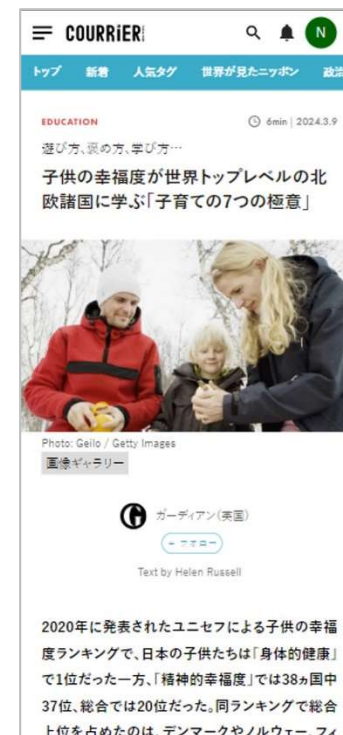 COURRiER
N
トップ 新着 人気タグ 世界が見たニッポン 政治
EDUCATION 6min | 2024.3.9
遊び方、褒め方、学び方…
子供の幸福度が世界トップレベルの北
欧諸国に学ぶ「子育ての7つの極意」
Photo: Geilo / Getty Images
画像ギャラリー
ガーディアン(英国)
+ フォロー
Text by Helen Russell
2020年に発表されたユニセフによる子供の幸福
度ランキングで、日本の子供たちは「身体的健康」
で1位だった一方、「精神的幸福度」では38ヵ国中
37位、総合では20位だった。同ランキングで総合
上位を占めたのは、デンマークやノルウェー、フィ